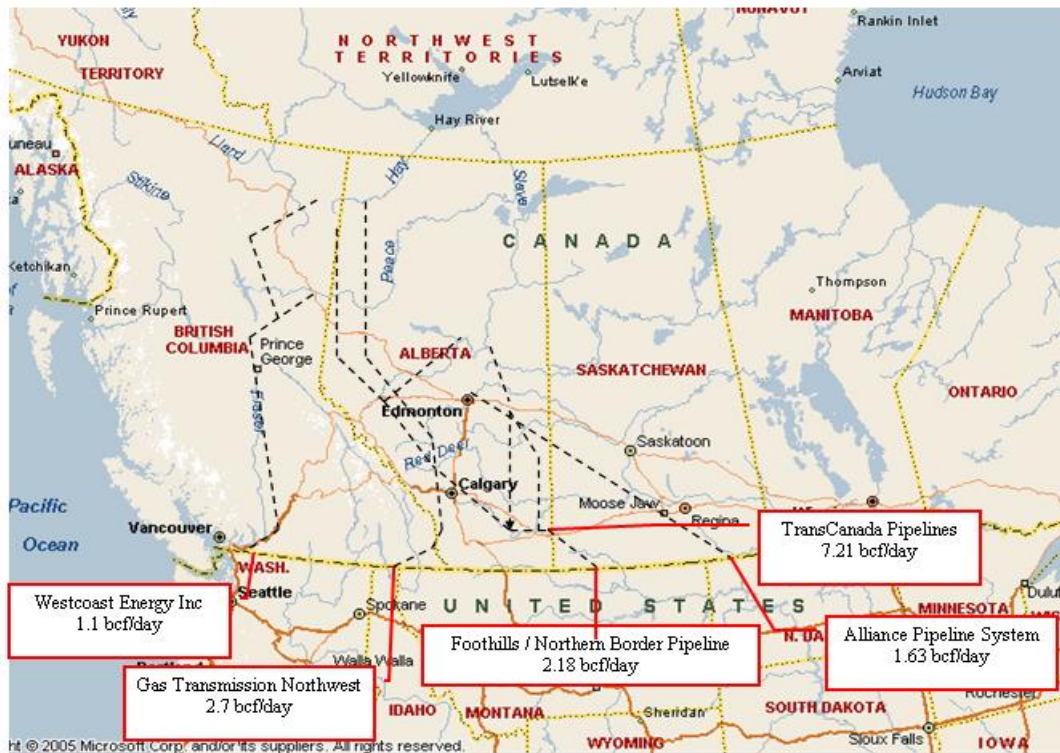 NUNAVUT
Rankin Inlet
YUKON
TERRITORY
NORTHWEST
TERRITORIES
Yellowknife
Lutselk'e
Arviat
Hudson Bay
Hay River
Liard
uneau
ALASKA
Stikine
Hay
Slave
Peace
CANADA
Ketchikan
of
Thompson
Prince Rupert
MANITOBA
BRITISH
COLUMBIA
Prince
George
ALBERTA
SASKATCHEWAN
ONTARIO
Edmonton
Fraser
Red Deer
Saskatoon
Calgary
Pacific
Ocean
Moose Jaw
Regina
Vancouver
TransCanada Pipelines
7.21 bcf/day
WASH.
Seattle
Spokane
UNITED STATES
MINNESOTA
Dulut
Westcoast Energy Inc
1.1 bcf/day
Foothills / Northern Border Pipeline
2.18 bcf/day
N. DA
Alliance Pipeline System
1.63 bcf/day
Walla Walla
Gas Transmission Northwest
2.7 bcf/day
IDAHO
MONTANA
Sheridan
SOUTH DAKOTA
Rochester
WYOMING
Sioux Falls
IOWA
ht © 2005 Microsoft Corp. and/or its suppliers. All rights reserved.